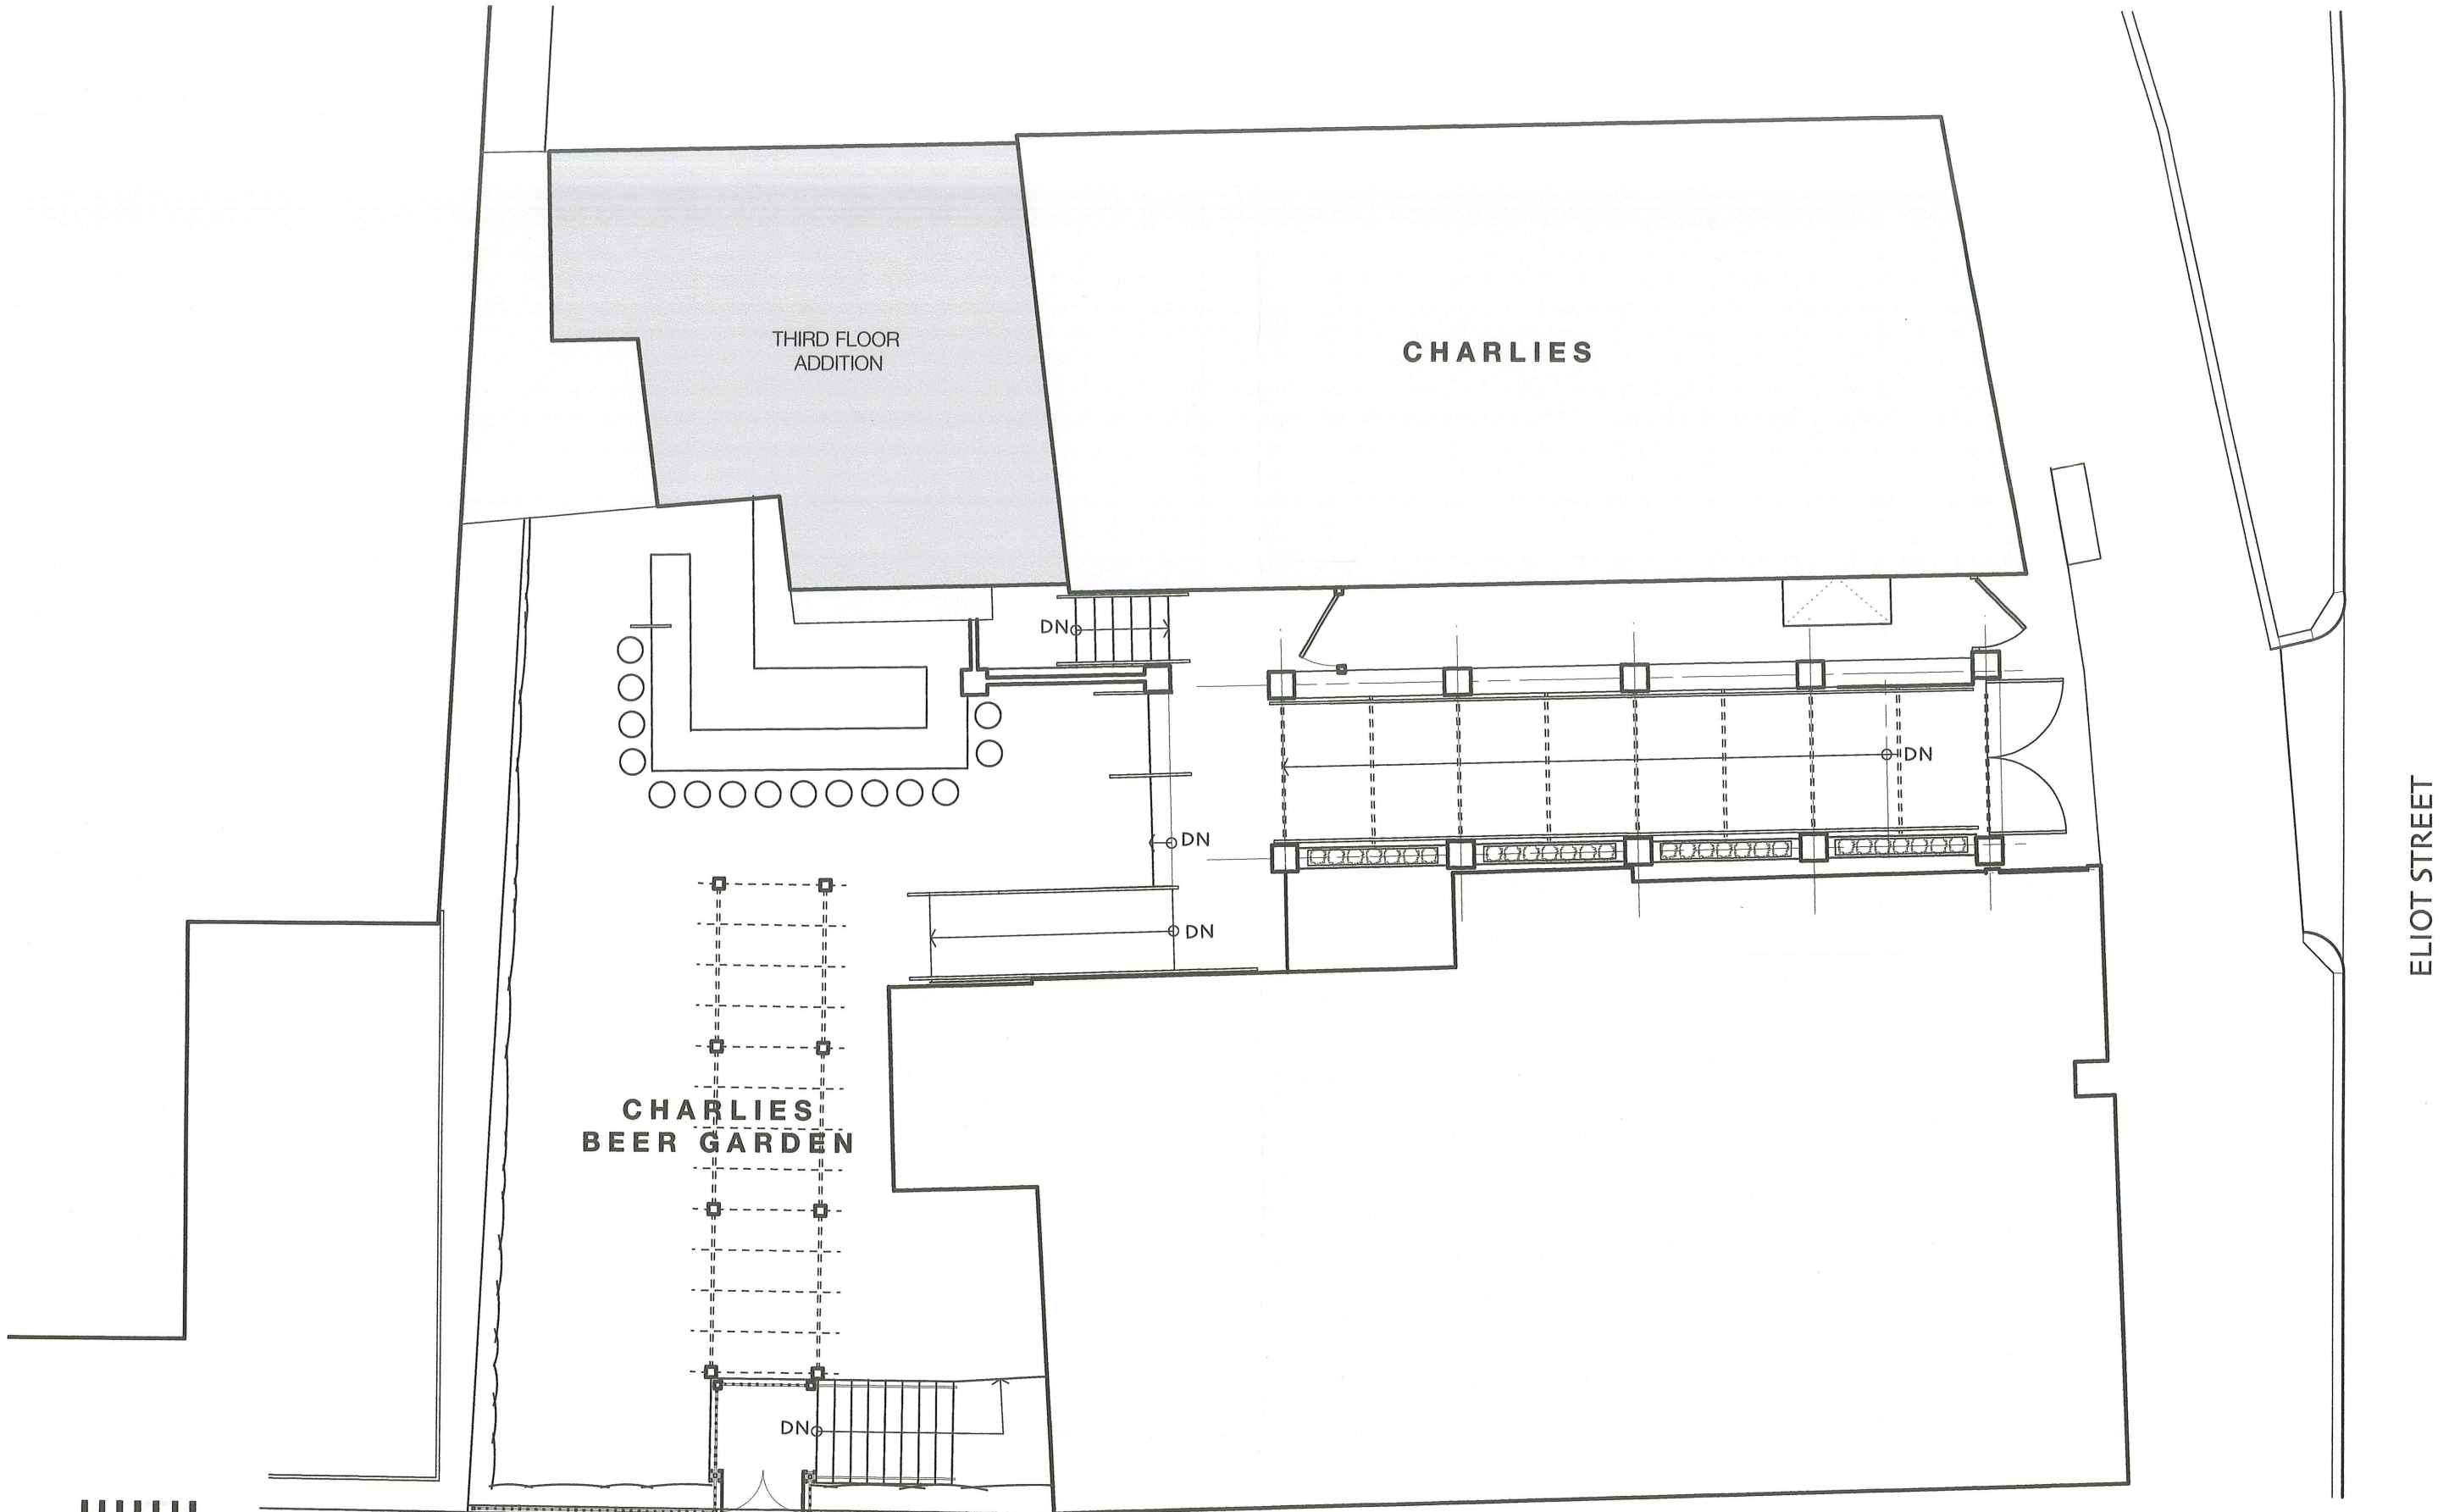 THIRD FLOOR
ADDITION
CHARLIES
DN
DN
DN
DN
CHARLIES
BEER GARDEN
DN
ELIOT STREET